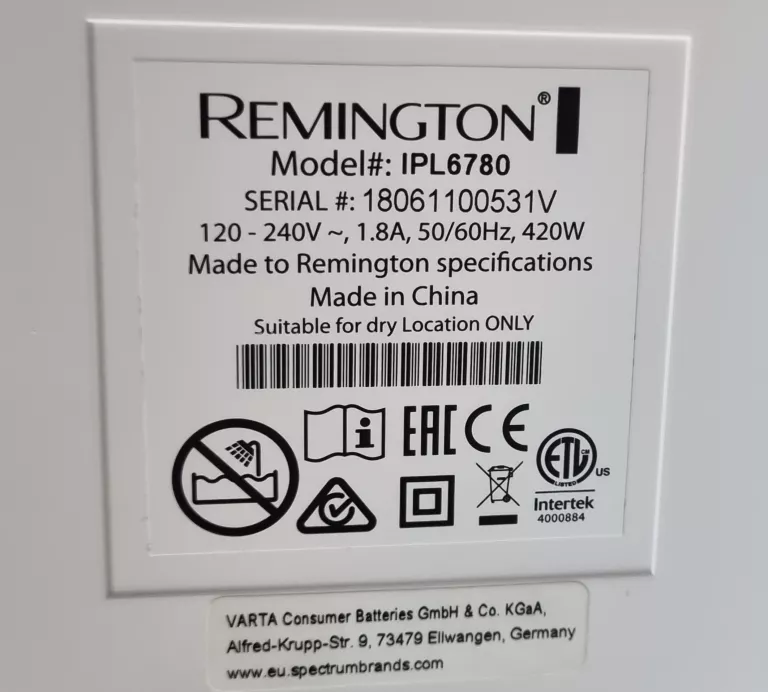 REMINGTON®
Model#: IPL6780
SERIAL #: 18061100531V
120 - 240V ~, 1.8A, 50/60Hz, 420W
Made to Remington specifications
Made in China
Suitable for dry Location ONLY
i
EAC CE
ETL CM
LISTED
US
Intertek
4000884
VARTA Consumer Batteries GmbH & Co. KGaA,
Alfred-Krupp-Str. 9, 73479 Ellwangen, Germany
www.eu.spectrumbrands.com